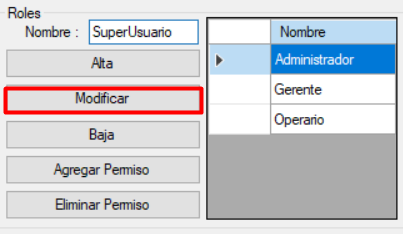 Roles
Nombre : SuperUsuario
Alta
Modificar
Baja
Agregar Permiso
Eliminar Permiso
Nombre
Administrador
Gerente
Operario